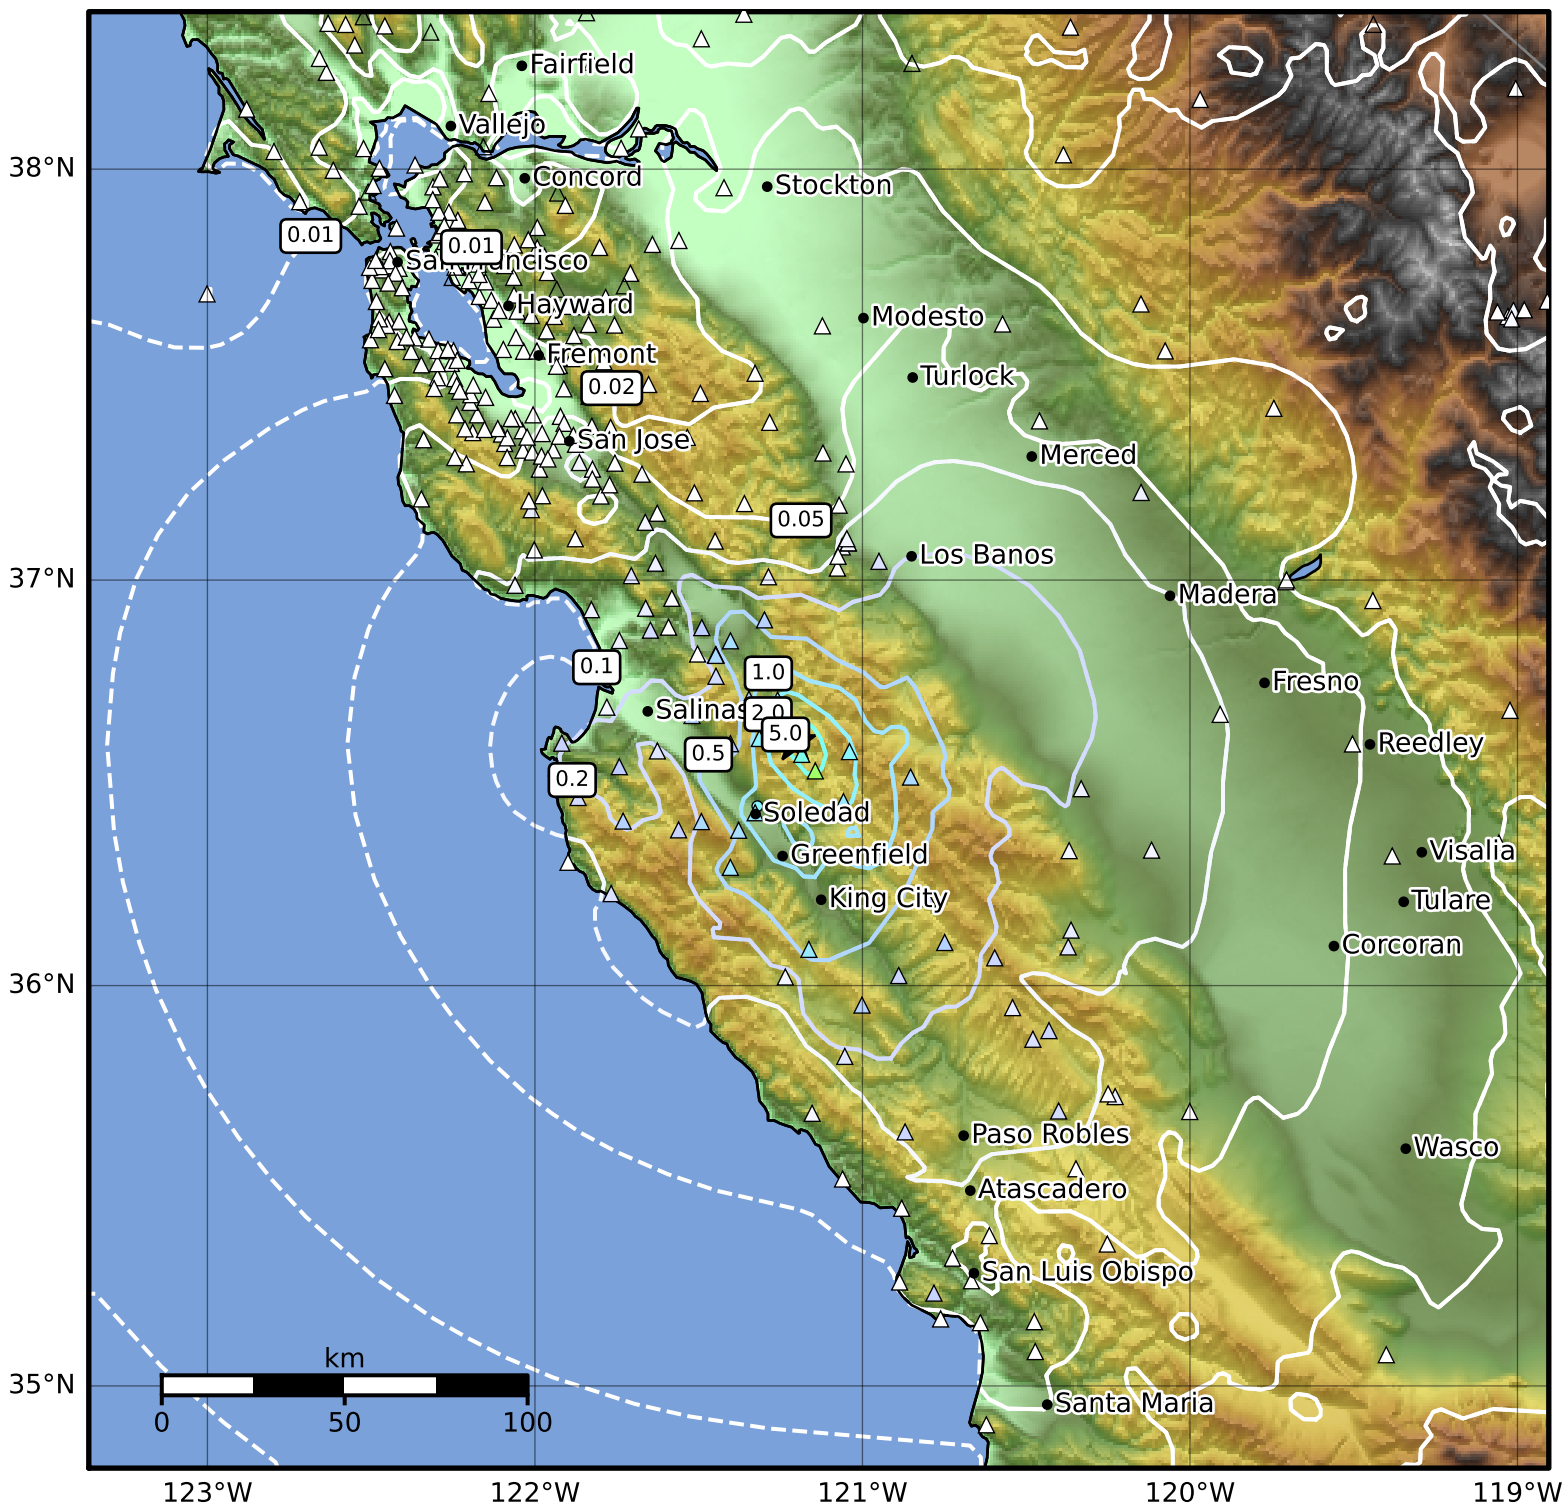 Fairfield
Vallejo
38°N
Concord
Stockton
0.01
0.01
San Francisco
Hayward
Modesto
Fremont
Turlock
0.02
San Jose
Merced
0.05
Los Banos
37°N
Madera
0.1
1.0
Fresno
Salinas
2.0
5.0
Reedley
0.5
0.2
Soledad
Greenfield
Visalia
King City
Tulare
Corcoran
36°N
Paso Robles
Wasco
Atascadero
San Luis Obispo
km
35°N
Santa Maria
0 50 100
123°W 122°W 121°W 120°W 119°W